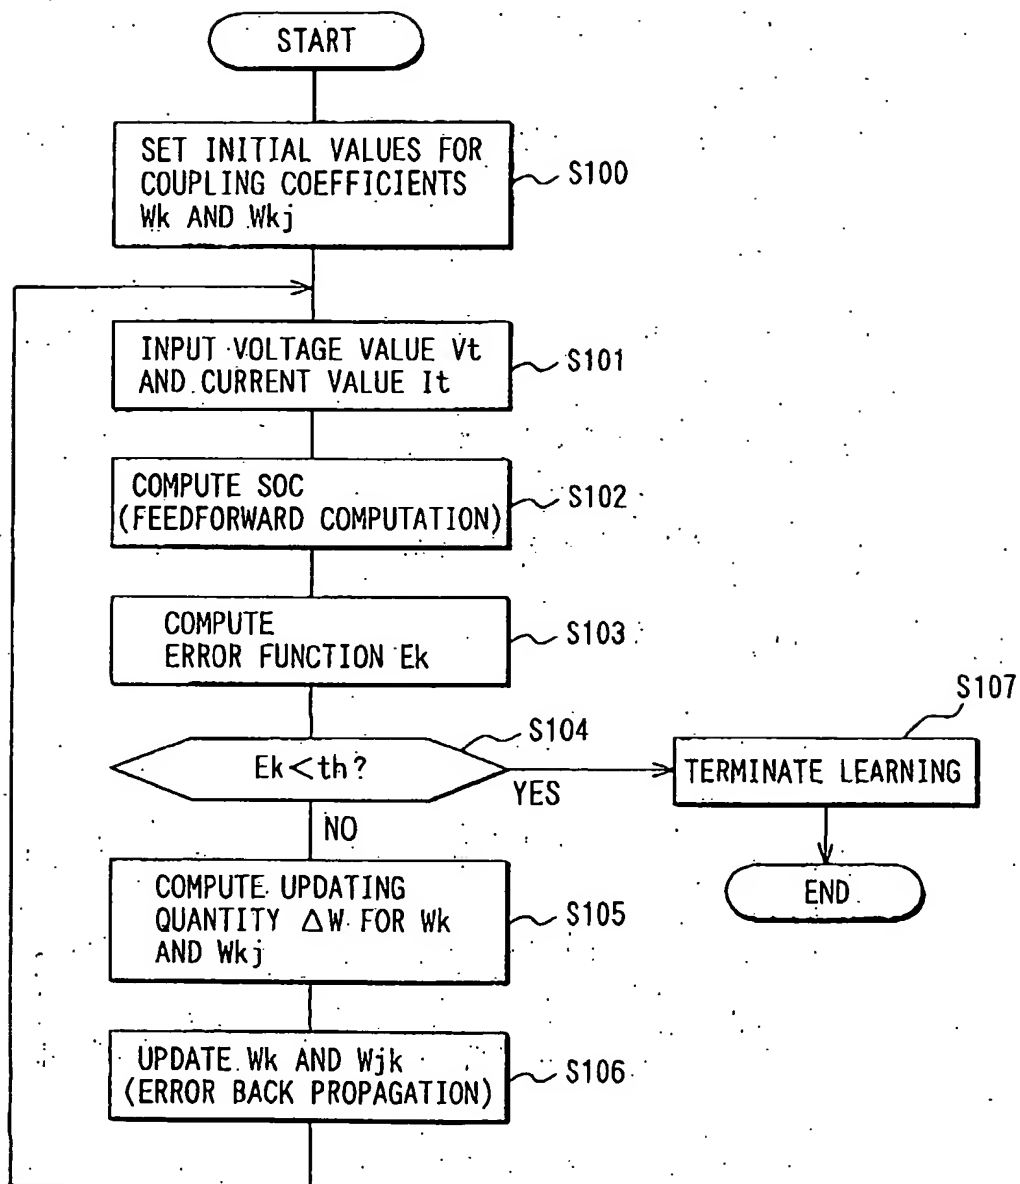 START
SET INITIAL VALUES FOR
COUPLING COEFFICIENTS
Wk AND Wkj
S100
INPUT VOLTAGE VALUE Vt
AND CURRENT VALUE It
S101
COMPUTE SOC
(FEEDFORWARD COMPUTATION)
S102
COMPUTE
ERROR FUNCTION Ek
S103
Ek<th?
S104
YES
NO
S107
TERMINATE LEARNING
END
COMPUTE UPDATING
QUANTITY ΔW FOR Wk
AND Wkj
S105
UPDATE Wk AND Wjk
(ERROR BACK PROPAGATION)
S106